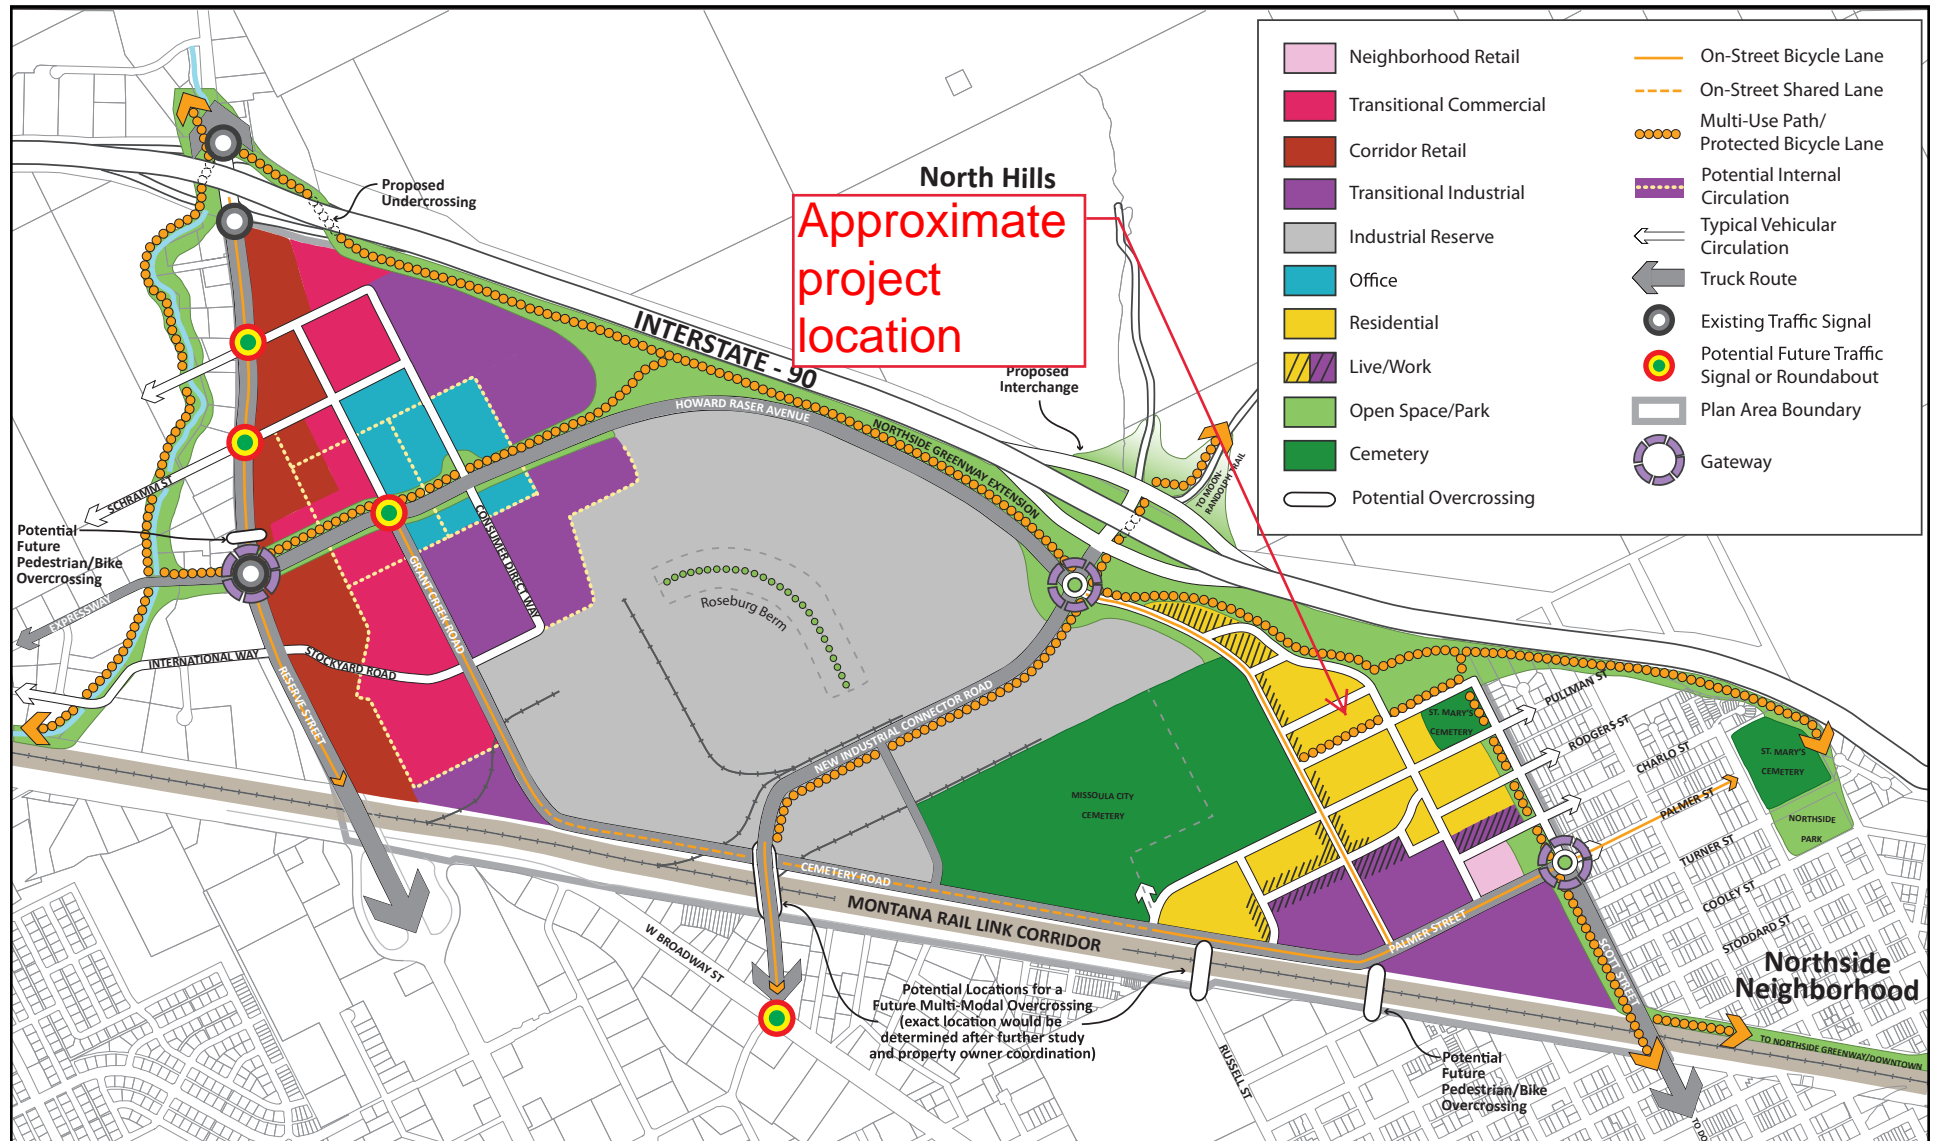 Neighborhood Retail
Transitional Commercial
Corridor Retail
Transitional Industrial
Industrial Reserve
Office
Residential
Live/Work
Open Space/Park
Cemetery
Potential Overcrossing
On-Street Bicycle Lane
On-Street Shared Lane
Multi-Use Path/
Protected Bicycle Lane
Potential Internal
Circulation
Typical Vehicular
Circulation
Truck Route
Existing Traffic Signal
Potential Future Traffic
Signal or Roundabout
Plan Area Boundary
Gateway
North Hills
Approximate
project
location
Proposed
Undercrossing
INTERSTATE - 90
Proposed
Interchange
HOWARD RASER AVENUE
NORTHSIDE GREENWAY EXTENSION
TO MOON-
RANDOLPH TRAIL
SCHRAMM ST
Potential
Future
Pedestrian/Bike
Overcrossing
EXPRESSWAY
INTERNATIONAL WAY
STOCKYARD ROAD
RESERVE STREET
GRANT CREEK ROAD
CONSUMER DIRECT WAY
Roseburg Berm
NEW INDUSTRIAL CONNECTOR ROAD
MISSOULA CITY
CEMETERY
ST. MARY'S
CEMETERY
PULLMAN ST
RODGERS ST
CHARLO ST
PALMER ST
TURNER ST
COOLEY ST
STODDARD ST
ST. MARY'S
CEMETERY
NORTHSIDE
PARK
CEMETERY ROAD
MONTANA RAIL LINK CORRIDOR
PALMER STREET
SCOTT STREET
W BROADWAY ST
RUSSELL ST
Potential Locations for a
Future Multi-Modal Overcrossing
(exact location would be
determined after further study
and property owner coordination)
Potential
Future
Pedestrian/Bike
Overcrossing
Northside
Neighborhood
TO NORTHSIDE GREENWAY/DOWNTOWN